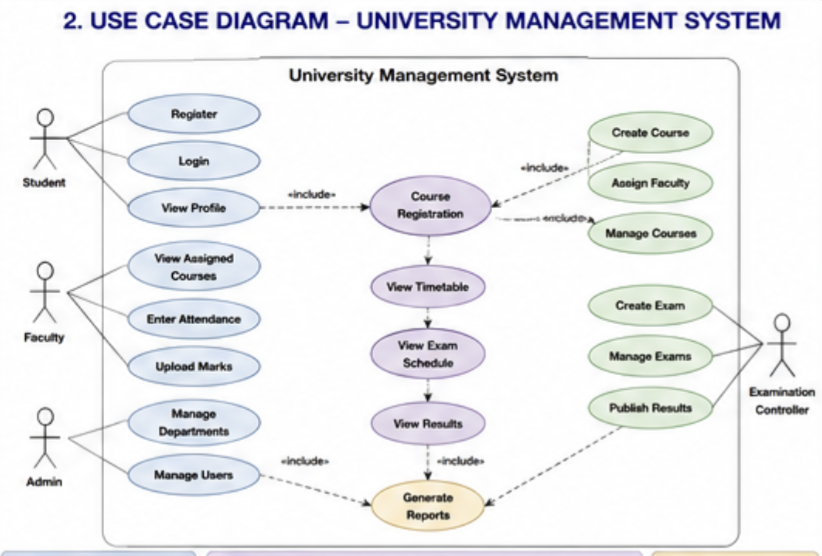 2. USE CASE DIAGRAM – UNIVERSITY MANAGEMENT SYSTEM
University Management System
Student
Register
Login
View Profile
«include»
Course
Registration
«include»
Create Course
Assign Faculty
«include»
Manage Courses
Faculty
View Assigned
Courses
Enter Attendance
Upload Marks
View Timetable
View Exam
Schedule
View Results
Create Exam
Manage Exams
Publish Results
Examination
Controller
Admin
Manage
Departments
Manage Users
«include»
«include»
Generate
Reports